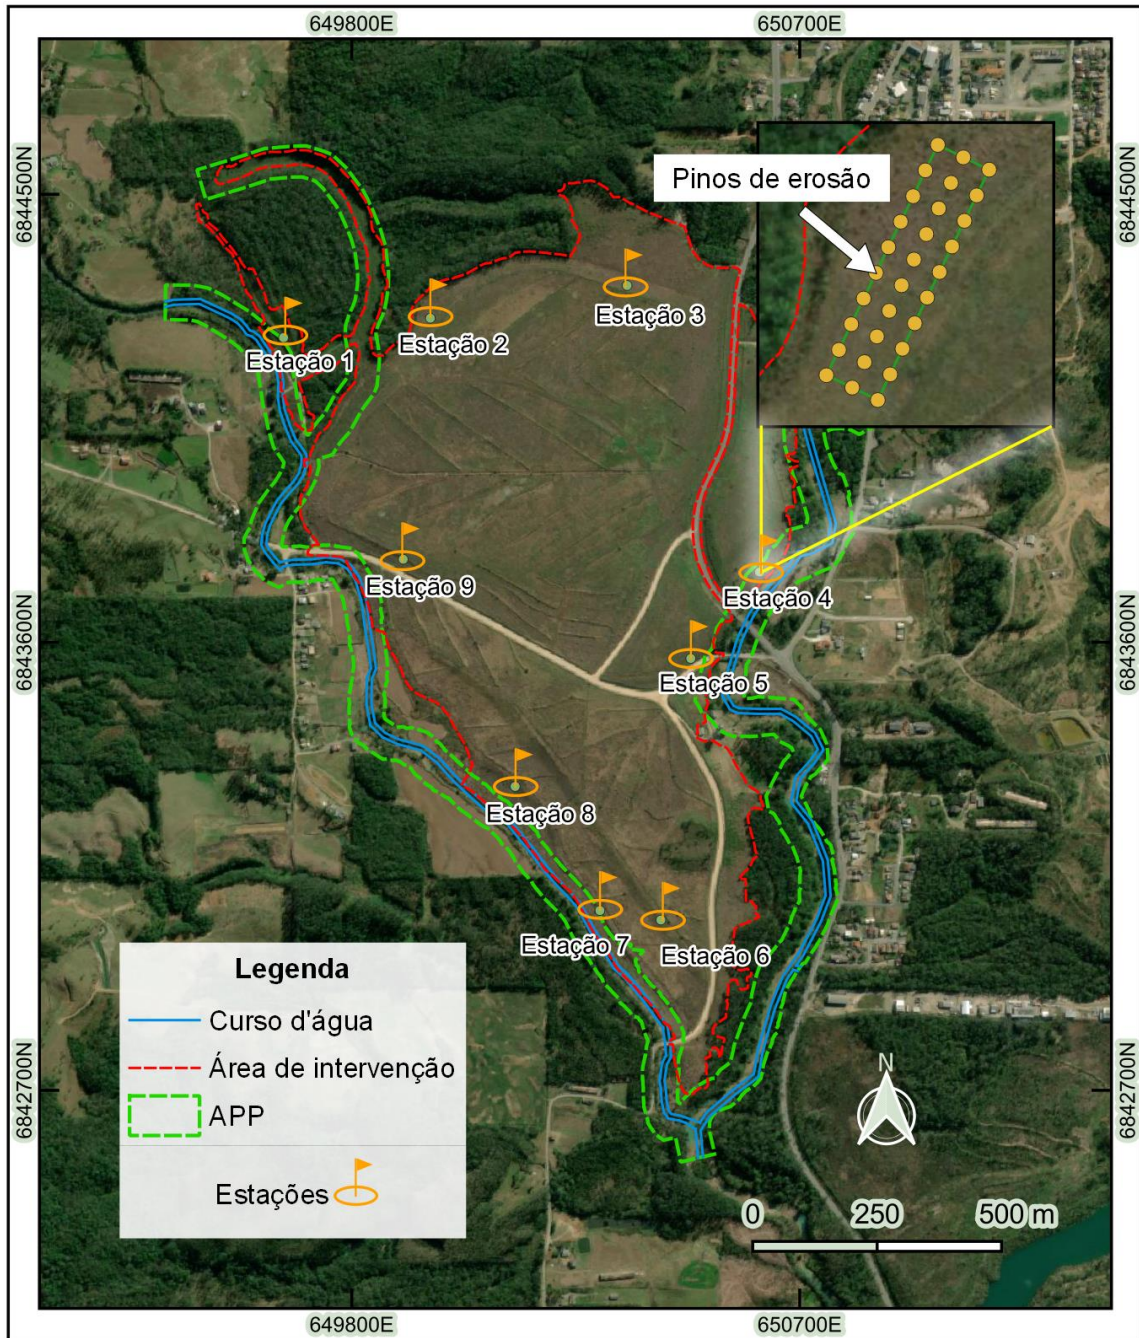 649800E
650700E
6844500N
6844500N
Pinos de erosão
Estação 3
Estação 2
Estação 1
Estação 9
Estação 4
6843600N
6843600N
Estação 5
Estação 8
Estação 7
Estação 6
Legenda
Curso d'água
Área de intervenção
APP
Estações
N
6842700N
6842700N
0 250 500 m
649800E
650700E